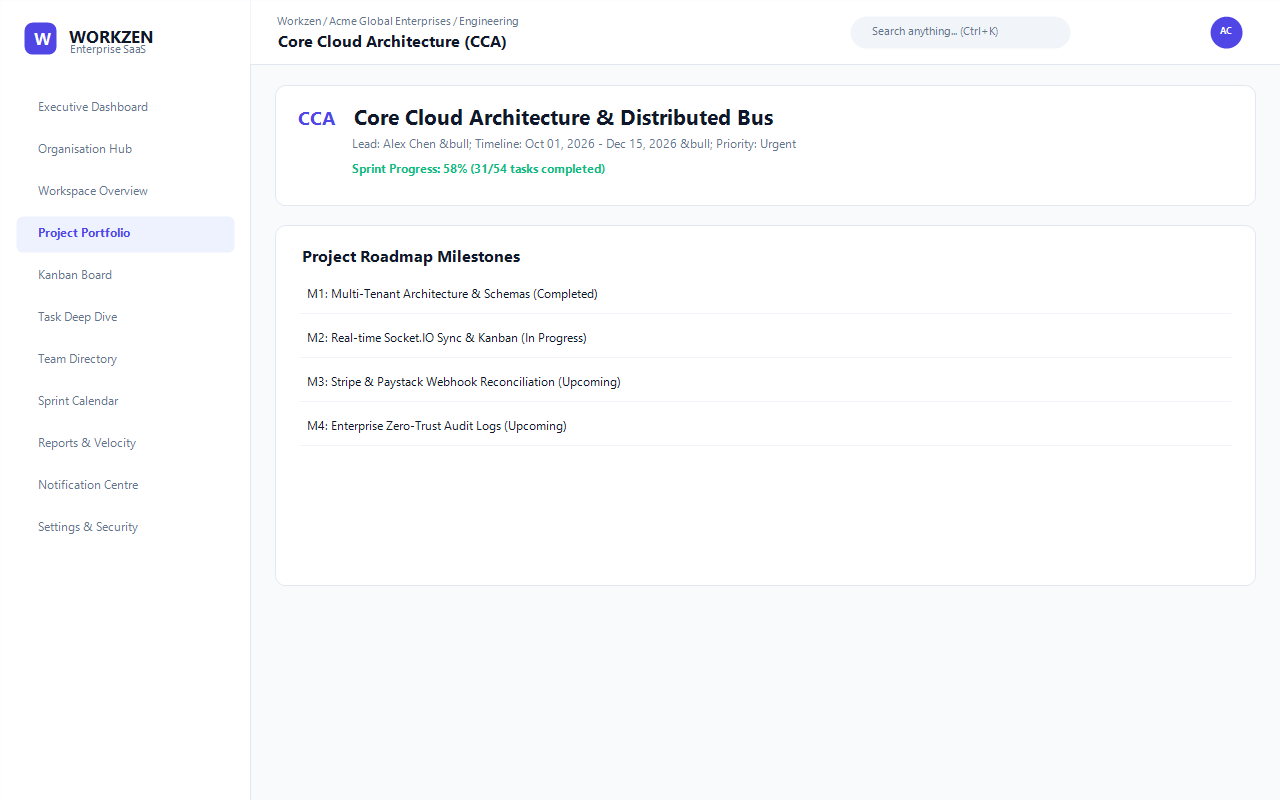 W
WORKZEN
Enterprise SaaS
Executive Dashboard
Organisation Hub
Workspace Overview
Project Portfolio
Kanban Board
Task Deep Dive
Team Directory
Sprint Calendar
Reports & Velocity
Notification Centre
Settings & Security
Workzen / Acme Global Enterprises / Engineering
Core Cloud Architecture (CCA)
Search anything... (Ctrl+K)
AC
CCA Core Cloud Architecture & Distributed Bus
Lead: Alex Chen &bull; Timeline: Oct 01, 2026 - Dec 15, 2026 &bull; Priority: Urgent
Sprint Progress: 58% (31/54 tasks completed)
Project Roadmap Milestones
M1: Multi-Tenant Architecture & Schemas (Completed)
M2: Real-time Socket.IO Sync & Kanban (In Progress)
M3: Stripe & Paystack Webhook Reconciliation (Upcoming)
M4: Enterprise Zero-Trust Audit Logs (Upcoming)